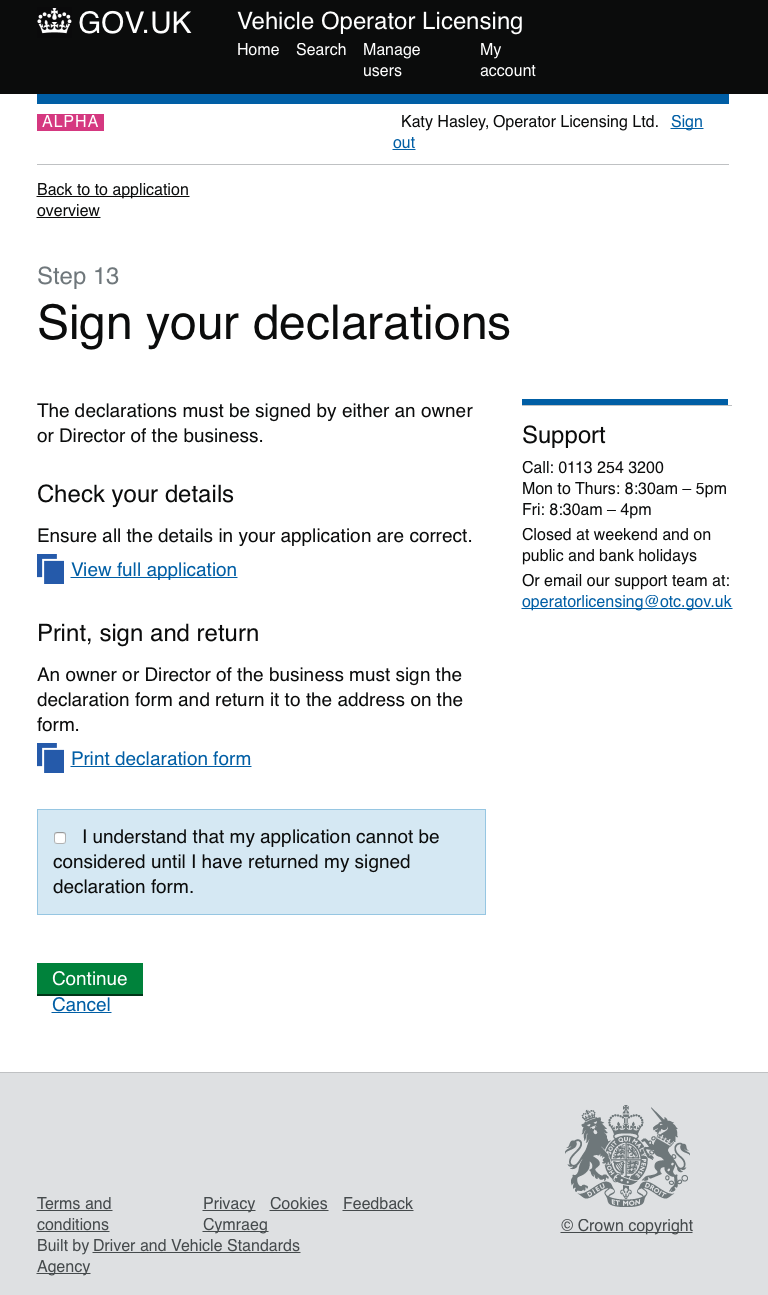 GOV.UK
Vehicle Operator Licensing
Home Search Manage users My account
ALPHA
Katy Hasley, Operator Licensing Ltd. Sign
out
Back to to application
overview
Step 13
Sign your declarations
The declarations must be signed by either an owner
or Director of the business.
Check your details
Ensure all the details in your application are correct.
View full application
Print, sign and return
An owner or Director of the business must sign the
declaration form and return it to the address on the
form.
Print declaration form
I understand that my application cannot be
considered until I have returned my signed
declaration form.
Continue
Cancel
Support
Call: 0113 254 3200
Mon to Thurs: 8:30am – 5pm
Fri: 8:30am – 4pm
Closed at weekend and on
public and bank holidays
Or email our support team at:
operatorlicensing@otc.gov.uk
Terms and
conditions
Privacy Cookies Feedback
Cymraeg
Built by Driver and Vehicle Standards
Agency
DIEU ET MON DROIT
© Crown copyright